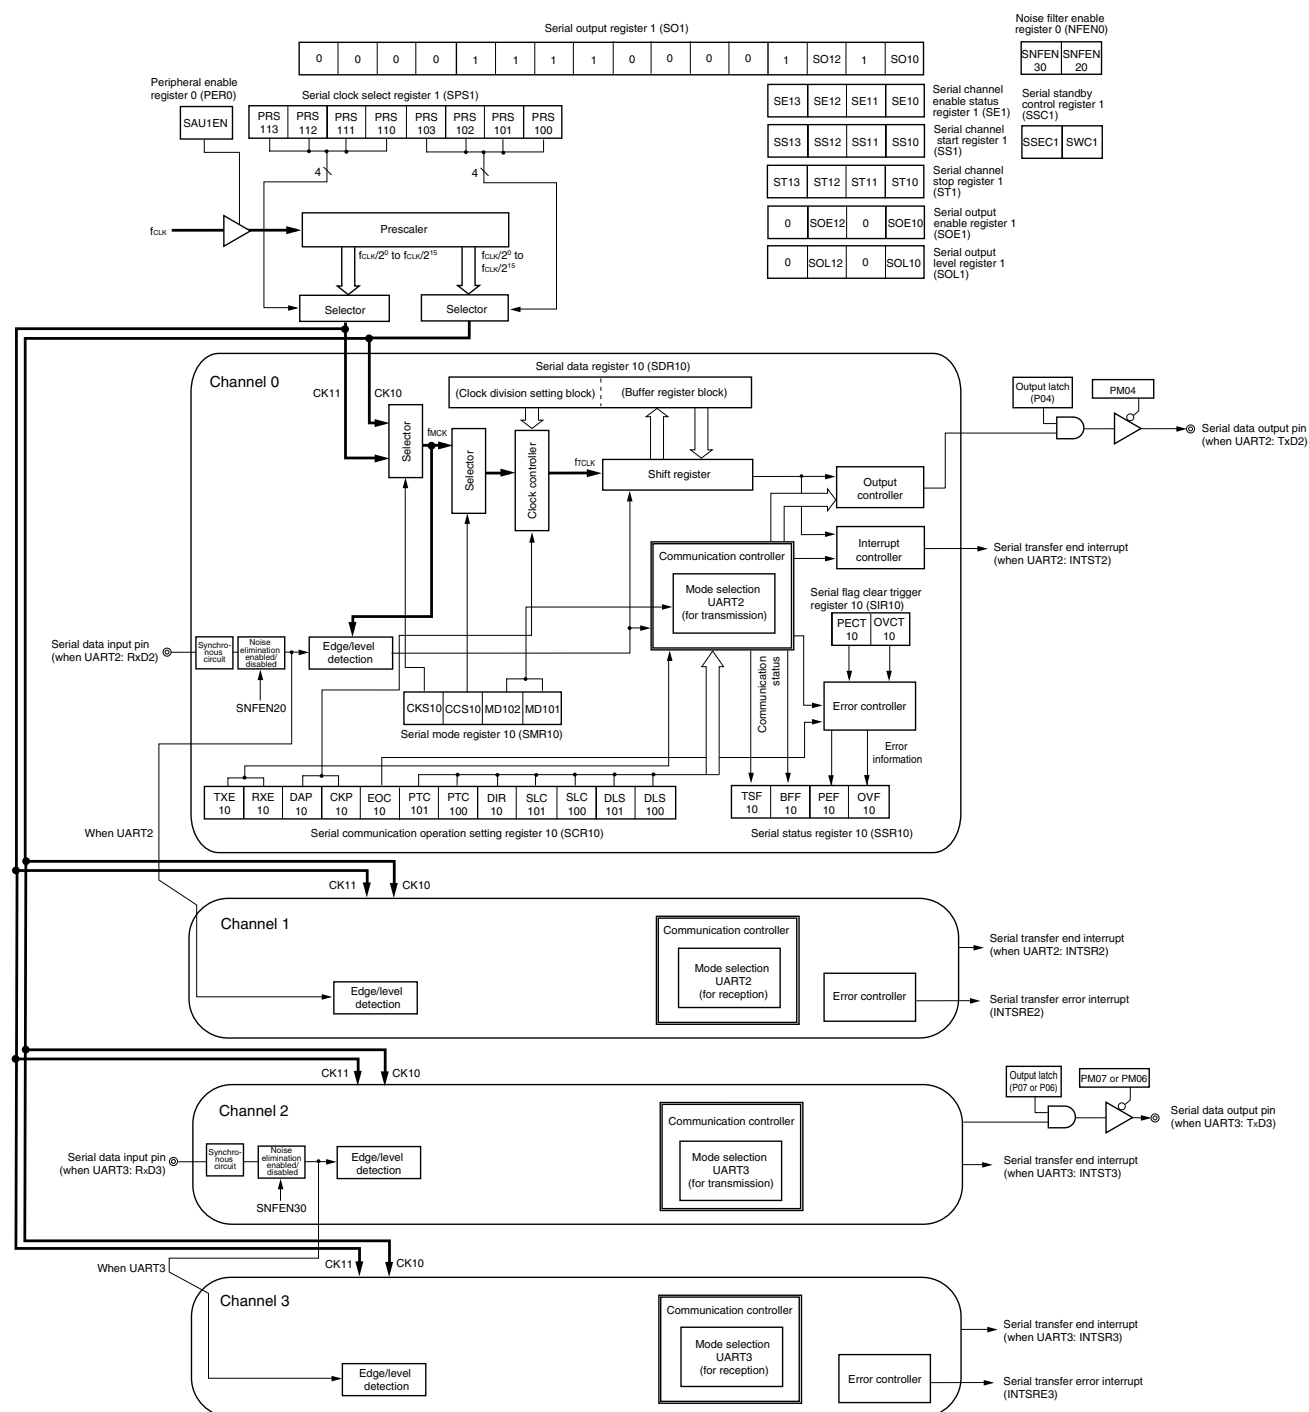 Serial output register 1 (SO1)
0 0 0 0 1 1 1 1 0 0 0 0 1 SO12 1 SO10
Noise filter enable
register 0 (NFEN0)
SNFEN
30
SNFEN
20
Peripheral enable
register 0 (PER0)
SAU1EN
Serial clock select register 1 (SPS1)
PRS
113
PRS
112
PRS
111
PRS
110
PRS
103
PRS
102
PRS
101
PRS
100
4
4
SE13 SE12 SE11 SE10
Serial channel
enable status
register 1 (SE1)
SS13 SS12 SS11 SS10
Serial channel
start register 1
(SS1)
ST13 ST12 ST11 ST10
Serial channel
stop register 1
(ST1)
0 SOE12 0 SOE10
Serial output
enable register 1
(SOE1)
0 SOL12 0 SOL10
Serial output
level register 1
(SOL1)
Serial standby
control register 1
(SSC1)
SSEC1 SWC1
fCLK
Prescaler
fCLK/2⁰ to fCLK/2¹⁵
fCLK/2⁰ to
fCLK/2¹⁵
Selector
Selector
Channel 0
CK11
CK10
Serial data register 10 (SDR10)
(Clock division setting block)
(Buffer register block)
Selector
fMCK
Selector
Clock controller
fTCLK
Shift register
Output
controller
Interrupt
controller
Output latch
(P04)
PM04
Serial data output pin
(when UART2: TxD2)
Serial transfer end interrupt
(when UART2: INTST2)
Communication controller
Mode selection
UART2
(for transmission)
Serial flag clear trigger
register 10 (SIR10)
PECT
10
OVCT
10
Serial data input pin
(when UART2: RxD2)
Synchro-
nous
circuit
Noise
elimination
enabled/
disabled
Edge/level
detection
SNFEN20
CKS10 CCS10 MD102 MD101
Serial mode register 10 (SMR10)
Communication
status
Error controller
Error
information
When UART2
TXE
10
RXE
10
DAP
10
CKP
10
EOC
10
PTC
101
PTC
100
DIR
10
SLC
101
SLC
100
DLS
101
DLS
100
Serial communication operation setting register 10 (SCR10)
TSF
10
BFF
10
PEF
10
OVF
10
Serial status register 10 (SSR10)
CK11
CK10
Channel 1
Communication controller
Mode selection
UART2
(for reception)
Edge/level
detection
Error controller
Serial transfer end interrupt
(when UART2: INTSR2)
Serial transfer error interrupt
(INTSRE2)
CK11
CK10
Channel 2
Communication controller
Mode selection
UART3
(for transmission)
Serial data input pin
(when UART3: RxD3)
Synchro-
nous
circuit
Noise
elimination
enabled/
disabled
Edge/level
detection
SNFEN30
Output latch
(P07 or P06)
PM07 or PM06
Serial data output pin
(when UART3: TxD3)
Serial transfer end interrupt
(when UART3: INTST3)
When UART3
CK11
CK10
Channel 3
Communication controller
Mode selection
UART3
(for reception)
Edge/level
detection
Error controller
Serial transfer end interrupt
(when UART3: INTSR3)
Serial transfer error interrupt
(INTSRE3)